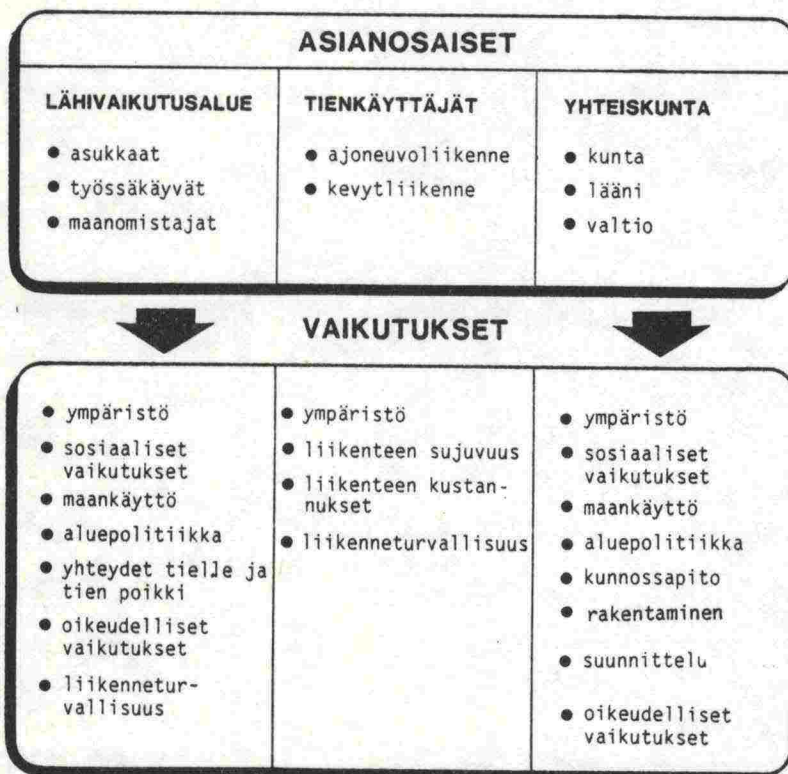 ASIANOSAISET
LÄHIVAIKUTUSALUE
● asukkaat
● työssäkäyvät
● maanomistajat
TIENKÄYTTÄJÄT
● ajoneuvoliikenne
● kevytliikenne
YHTEISKUNTA
● kunta
● lääni
● valtio
VAIKUTUKSET
● ympäristö
● sosiaaliset
vaikutukset
● maankäyttö
● aluepolitiikka
● yhteydet tielle ja
tien poikki
● oikeudelliset
vaikutukset
● liikennetur-
vallisuus
● ympäristö
● liikenteen sujuvuus
● liikenteen kustan-
nukset
● liikenneturvallisuus
● ympäristö
● sosiaaliset
vaikutukset
● maankäyttö
● aluepolitiikka
● kunnossapito
● rakentaminen
● suunnittelu
● oikeudelliset
vaikutukset